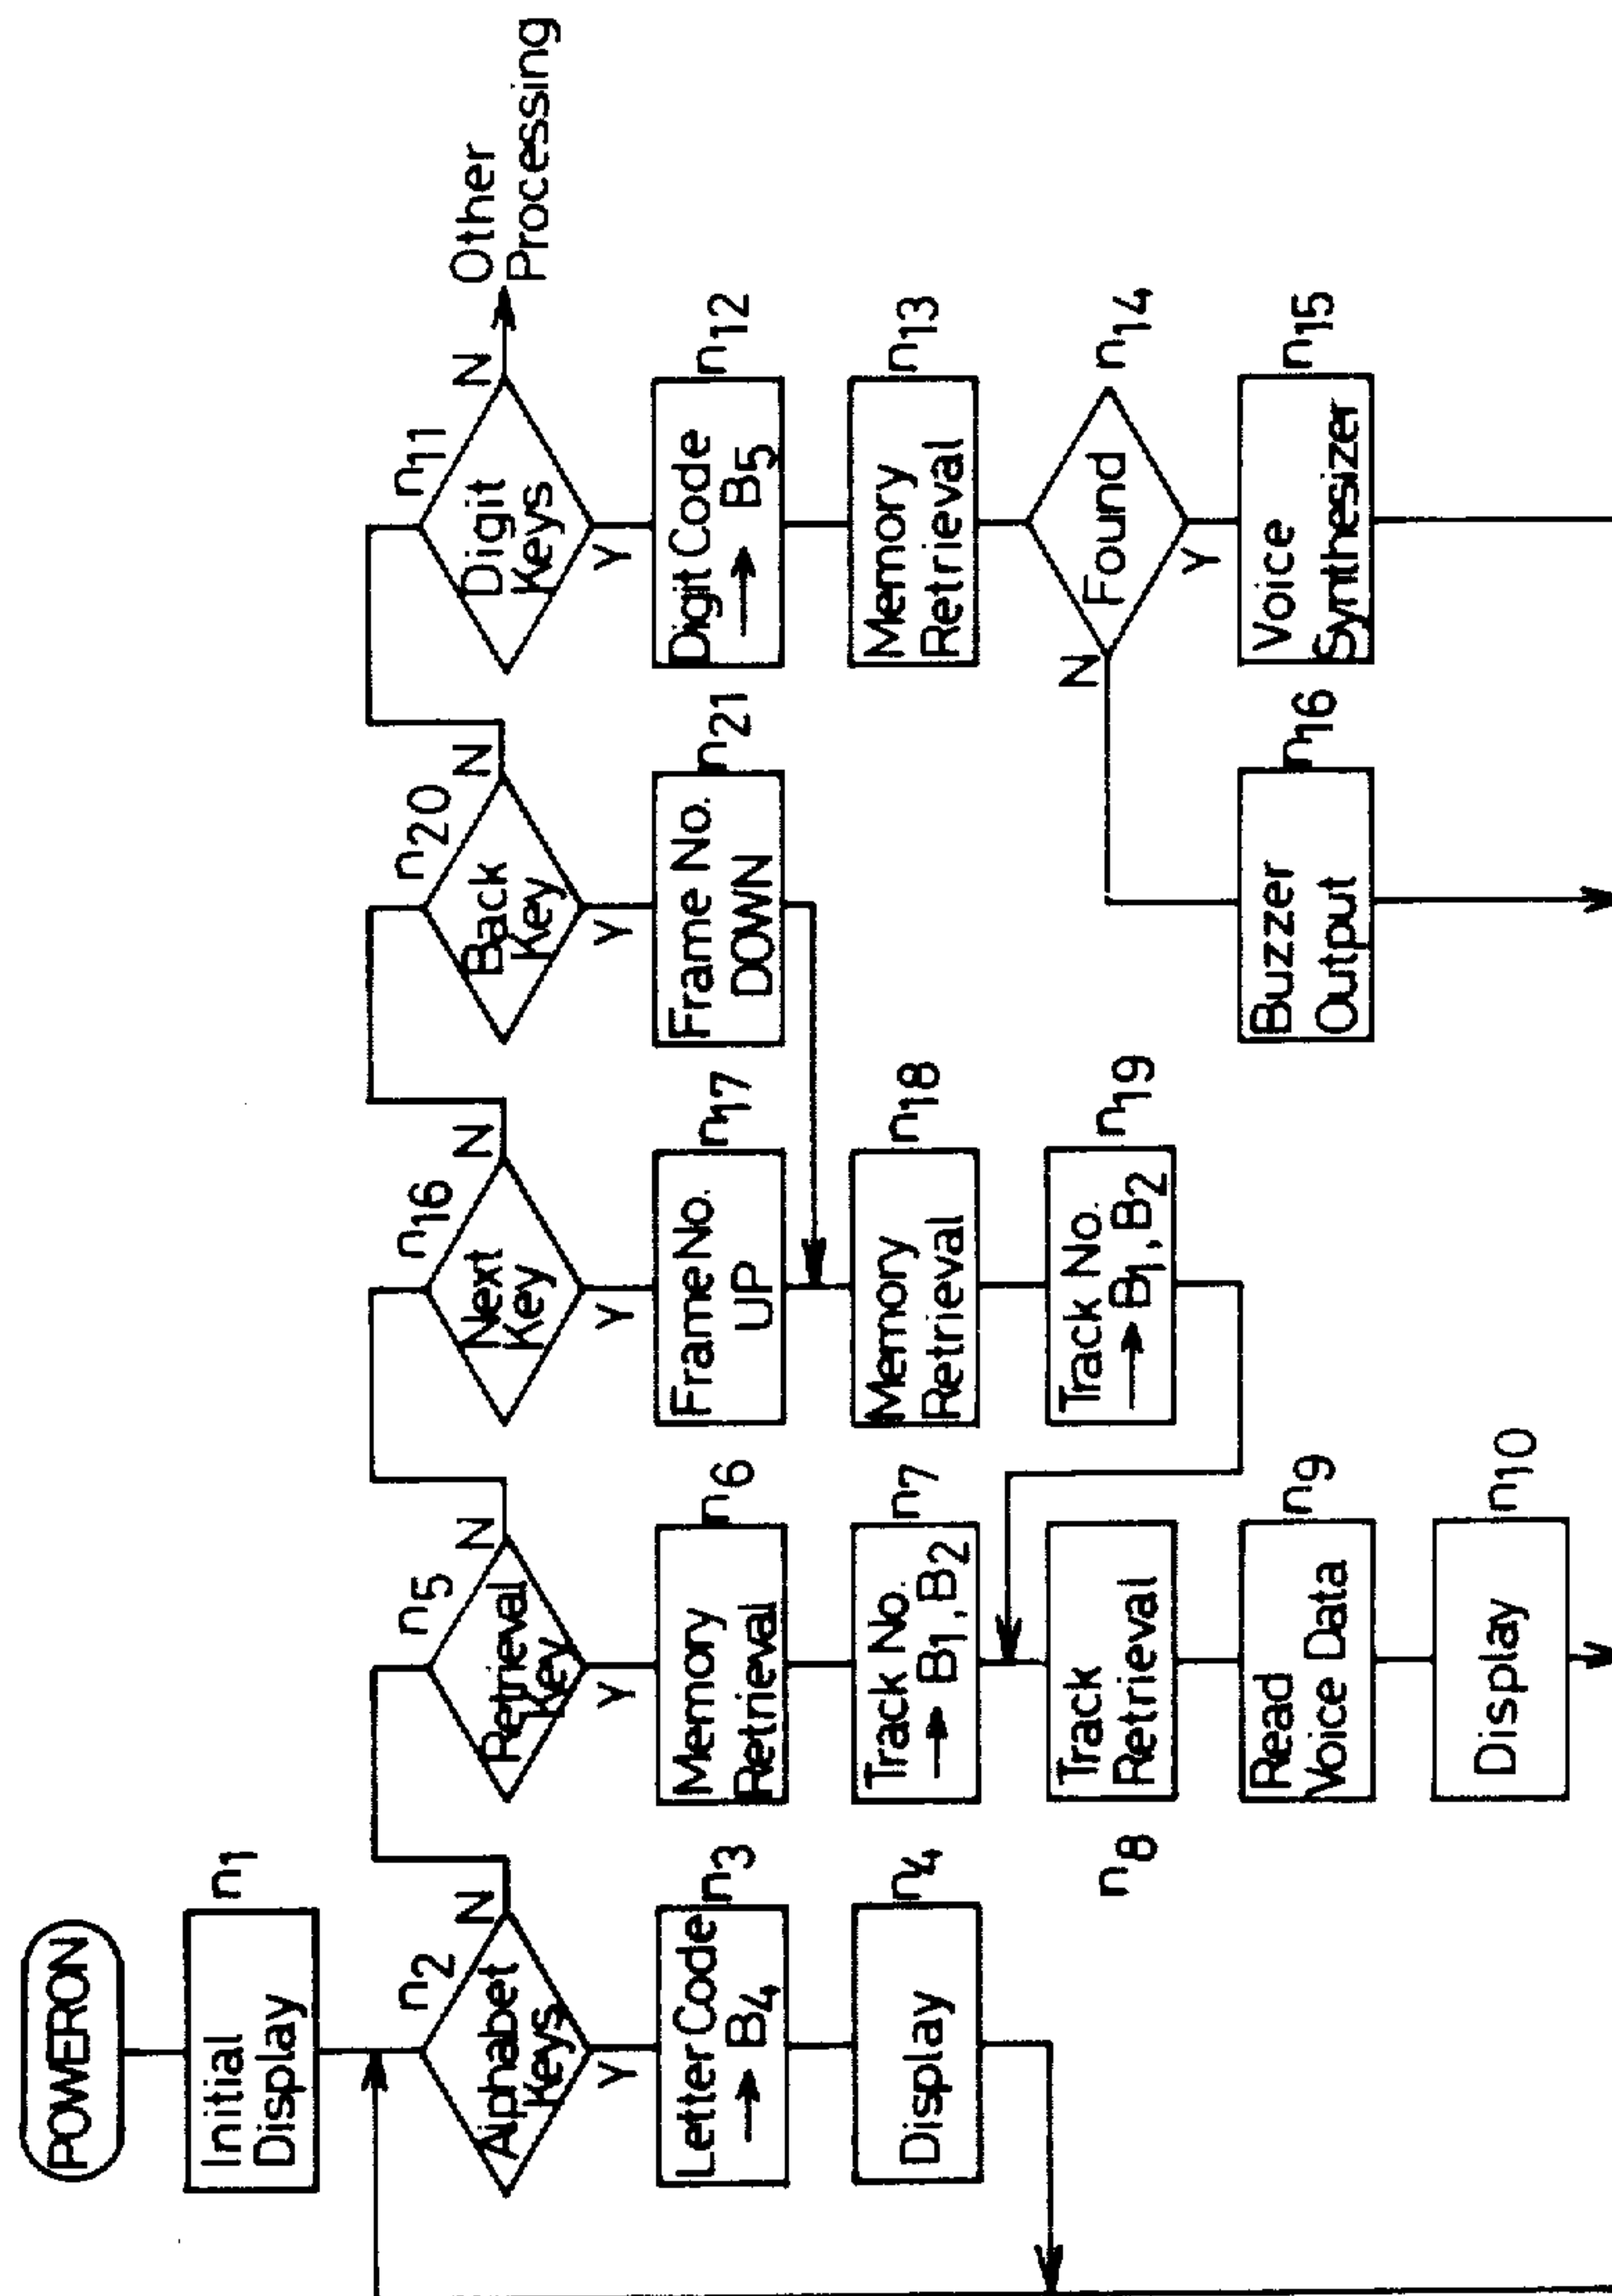 POWERON
Initial
Display
n1
Alphabet
Keys
n2
N
Y
Letter Code
→ B4
n3
Display
n4
Retrieval
Key
n5
N
Y
Memory
Retrieval
n6
Track No.
→ B1, B2
n7
Track
Retrieval
n8
Read
Voice Data
n9
Display
n10
Next
Key
n16
N
Y
Frame No.
UP
n17
Memory
Retrieval
n18
Track No.
→ B1, B2
n19
Back
Key
n20
N
Y
Frame No.
DOWN
n21
Digit
Keys
n11
N
Other
Processing
Y
Digit Code
→ B5
n12
Memory
Retrieval
n13
Found
n14
N
Y
Voice
Synthesizer
n15
Buzzer
Output
n16